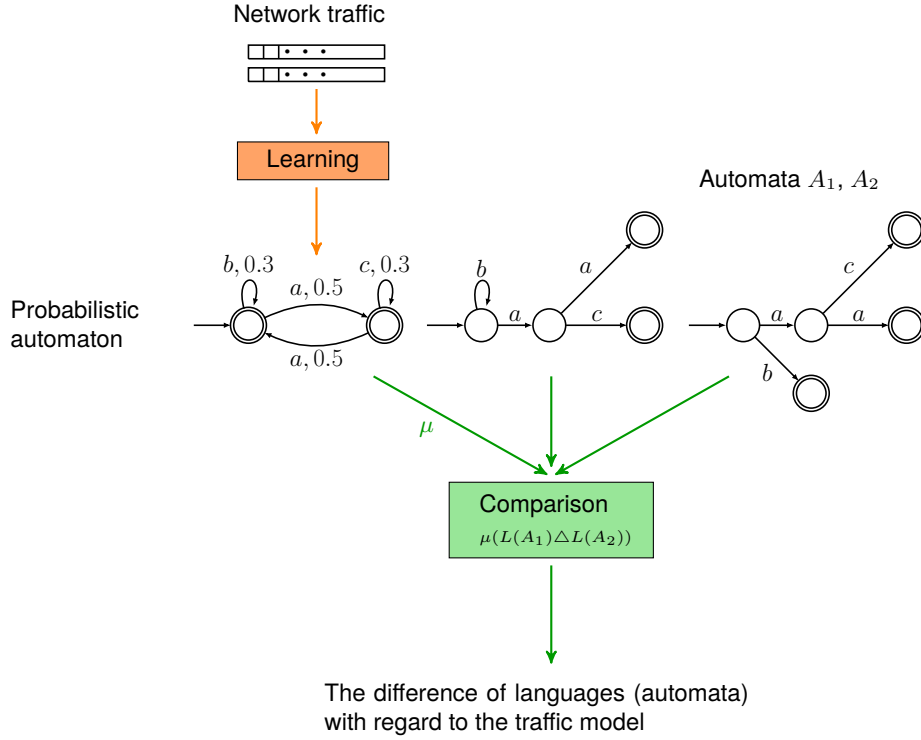 Network traffic
Learning
Automata A₁, A₂
Probabilistic
automaton
b, 0.3
a, 0.5
c, 0.3
a, 0.5
b
a
a
c
a
c
a
b
μ
Comparison
μ(L(A₁)△L(A₂))
The difference of languages (automata)
with regard to the traffic model